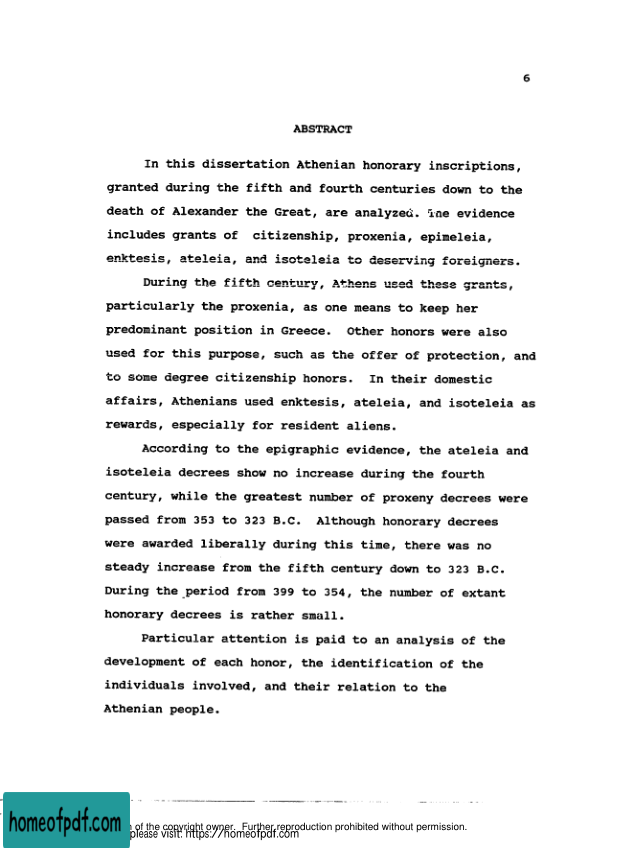 6
ABSTRACT
In this dissertation Athenian honorary inscriptions,
granted during the fifth and fourth centuries down to the
death of Alexander the Great, are analyzed. The evidence
includes grants of citizenship, proxenia, epimeleia,
enktesis, ateleia, and isoteleia to deserving foreigners.
During the fifth century, Athens used these grants,
particularly the proxenia, as one means to keep her
predominant position in Greece. Other honors were also
used for this purpose, such as the offer of protection, and
to some degree citizenship honors. In their domestic
affairs, Athenians used enktesis, ateleia, and isoteleia as
rewards, especially for resident aliens.
According to the epigraphic evidence, the ateleia and
isoteleia decrees show no increase during the fourth
century, while the greatest number of proxeny decrees were
passed from 353 to 323 B.C. Although honorary decrees
were awarded liberally during this time, there was no
steady increase from the fifth century down to 323 B.C.
During the period from 399 to 354, the number of extant
honorary decrees is rather small.
Particular attention is paid to an analysis of the
development of each honor, the identification of the
individuals involved, and their relation to the
Athenian people.
homeofpdf.com
of the copyright owner. Further reproduction prohibited without permission.
please visit: https://homeofpdf.com